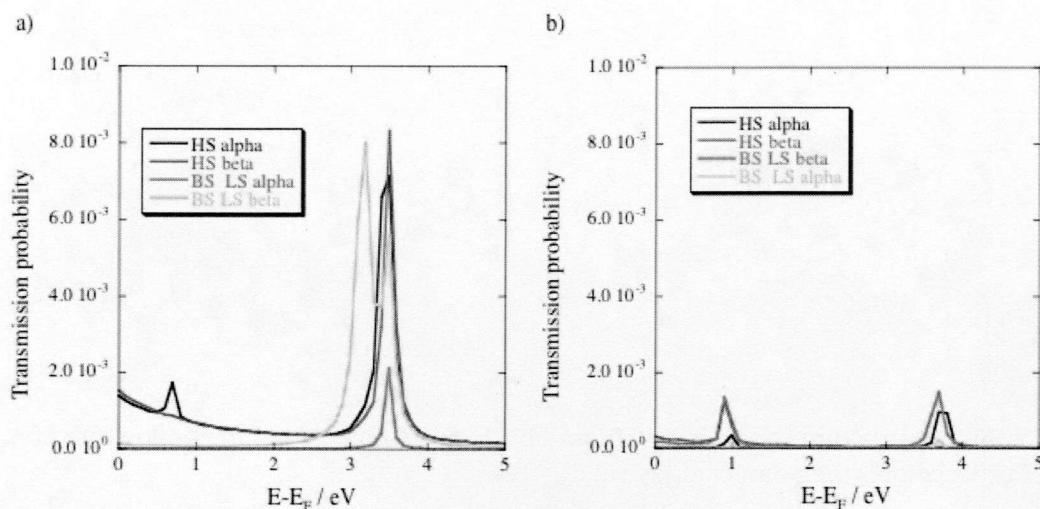 a)
Transmission probability
1.0 10⁻²
8.0 10⁻³
6.0 10⁻³
4.0 10⁻³
2.0 10⁻³
0.0 10⁰
HS alpha
HS beta
BS LS alpha
BS LS beta
0 1 2 3 4 5
E-E_F / eV
b)
Transmission probability
1.0 10⁻²
8.0 10⁻³
6.0 10⁻³
4.0 10⁻³
2.0 10⁻³
0.0 10⁰
HS alpha
HS beta
BS LS beta
BS LS alpha
0 1 2 3 4 5
E-E_F / eV